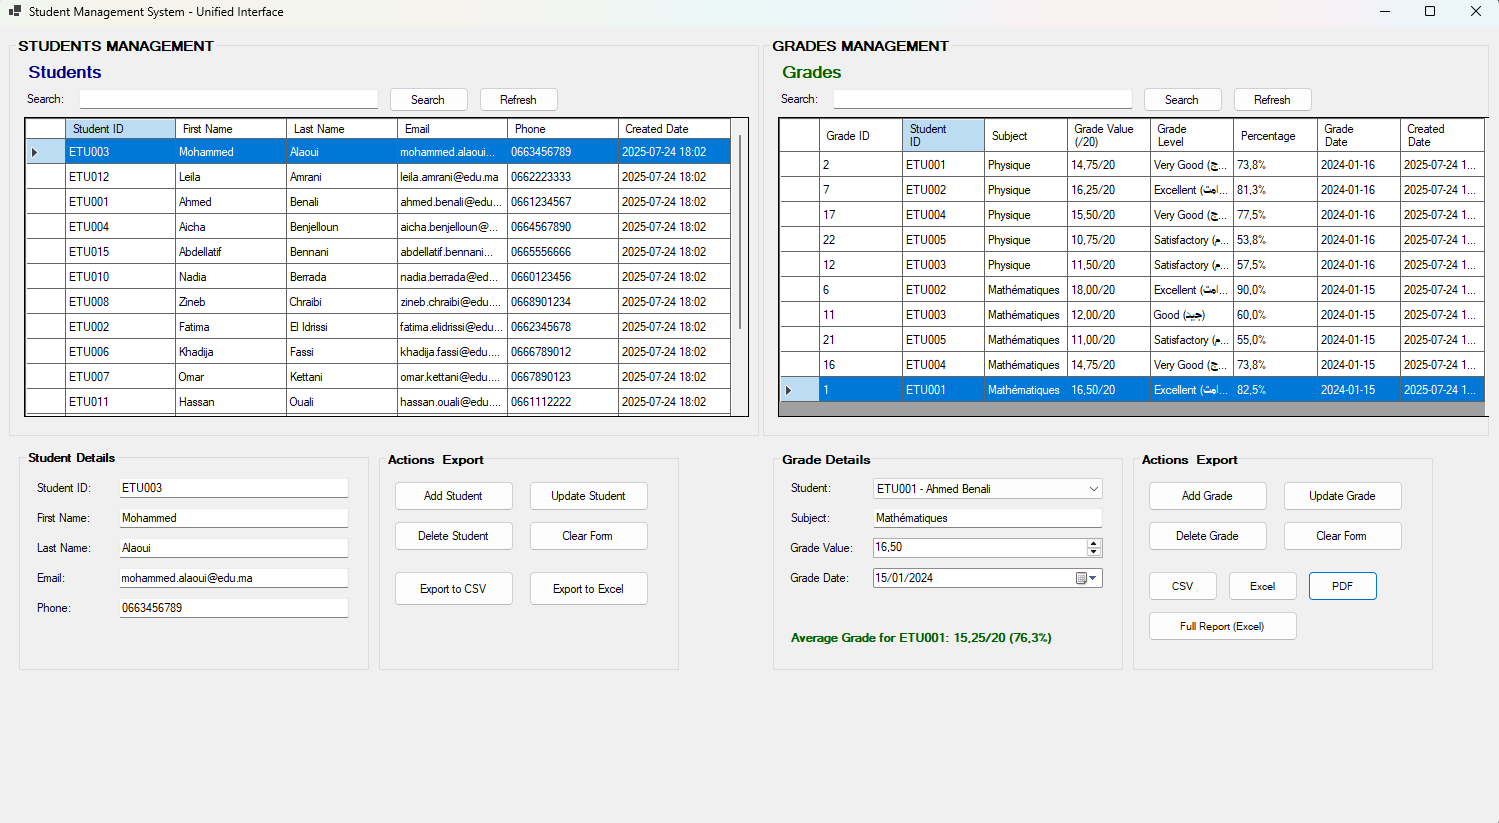 Student Management System - Unified Interface
STUDENTS MANAGEMENT
Students
Search:
Search Refresh
Student ID First Name Last Name Email Phone Created Date
ETU003 Mohammed Alaoui mohammed.alaoui... 0663456789 2025-07-24 18:02
ETU012 Leila Amrani leila.amrani@edu.ma 0662223333 2025-07-24 18:02
ETU001 Ahmed Benali ahmed.benali@edu... 0661234567 2025-07-24 18:02
ETU004 Aicha Benjelloun aicha.benjelloun@... 0664567890 2025-07-24 18:02
ETU015 Abdellatif Bennani abdellatif.bennani... 0665556666 2025-07-24 18:02
ETU010 Nadia Berrada nadia.berrada@ed... 0660123456 2025-07-24 18:02
ETU008 Zineb Chraibi zineb.chraibi@edu.... 0668901234 2025-07-24 18:02
ETU002 Fatima El Idrissi fatima.elidrissi@edu... 0662345678 2025-07-24 18:02
ETU006 Khadija Fassi khadija.fassi@edu.... 0666789012 2025-07-24 18:02
ETU007 Omar Kettani omar.kettani@edu.... 0667890123 2025-07-24 18:02
ETU011 Hassan Ouali hassan.ouali@edu.... 0661112222 2025-07-24 18:02
GRADES MANAGEMENT
Grades
Search:
Search Refresh
Grade ID Student ID Subject Grade Value (/20) Grade Level Percentage Grade Date Created Date
2 ETU001 Physique 14,75/20 Very Good (ج... 73,8% 2024-01-16 2025-07-24 1...
7 ETU002 Physique 16,25/20 Excellent (امت... 81,3% 2024-01-16 2025-07-24 1...
17 ETU004 Physique 15,50/20 Very Good (ج... 77,5% 2024-01-16 2025-07-24 1...
22 ETU005 Physique 10,75/20 Satisfactory (م... 53,8% 2024-01-16 2025-07-24 1...
12 ETU003 Physique 11,50/20 Satisfactory (م... 57,5% 2024-01-16 2025-07-24 1...
6 ETU002 Mathématiques 18,00/20 Excellent (امت... 90,0% 2024-01-15 2025-07-24 1...
11 ETU003 Mathématiques 12,00/20 Good (جيد) 60,0% 2024-01-15 2025-07-24 1...
21 ETU005 Mathématiques 11,00/20 Satisfactory (م... 55,0% 2024-01-15 2025-07-24 1...
16 ETU004 Mathématiques 14,75/20 Very Good (ج... 73,8% 2024-01-15 2025-07-24 1...
1 ETU001 Mathématiques 16,50/20 Excellent (امت... 82,5% 2024-01-15 2025-07-24 1...
Student Details
Student ID: ETU003
First Name: Mohammed
Last Name: Alaoui
Email: mohammed.alaoui@edu.ma
Phone: 0663456789
Actions Export
Add Student Update Student
Delete Student Clear Form
Export to CSV Export to Excel
Grade Details
Student: ETU001 - Ahmed Benali
Subject: Mathématiques
Grade Value: 16,50
Grade Date: 15/01/2024
Average Grade for ETU001: 15,25/20 (76,3%)
Actions Export
Add Grade Update Grade
Delete Grade Clear Form
CSV Excel PDF
Full Report (Excel)